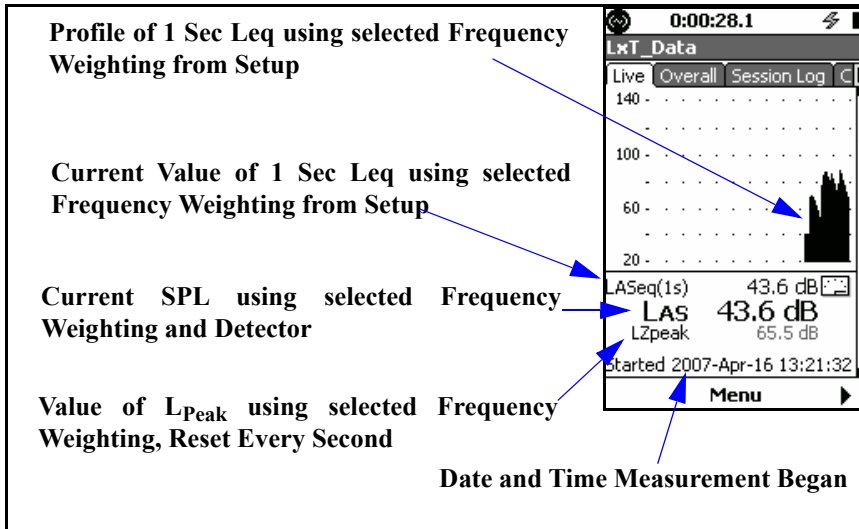 Profile of 1 Sec Leq using selected Frequency
Weighting from Setup
Current Value of 1 Sec Leq using selected
Frequency Weighting from Setup
Current SPL using selected Frequency
Weighting and Detector
Value of LPeak using selected Frequency
Weighting, Reset Every Second
Date and Time Measurement Began
0:00:28.1
LxT_Data
Live Overall Session Log C
140
100
60
20
LASeq(1s) 43.6 dB
LAS 43.6 dB
LZpeak 65.5 dB
Started 2007-Apr-16 13:21:32
Menu